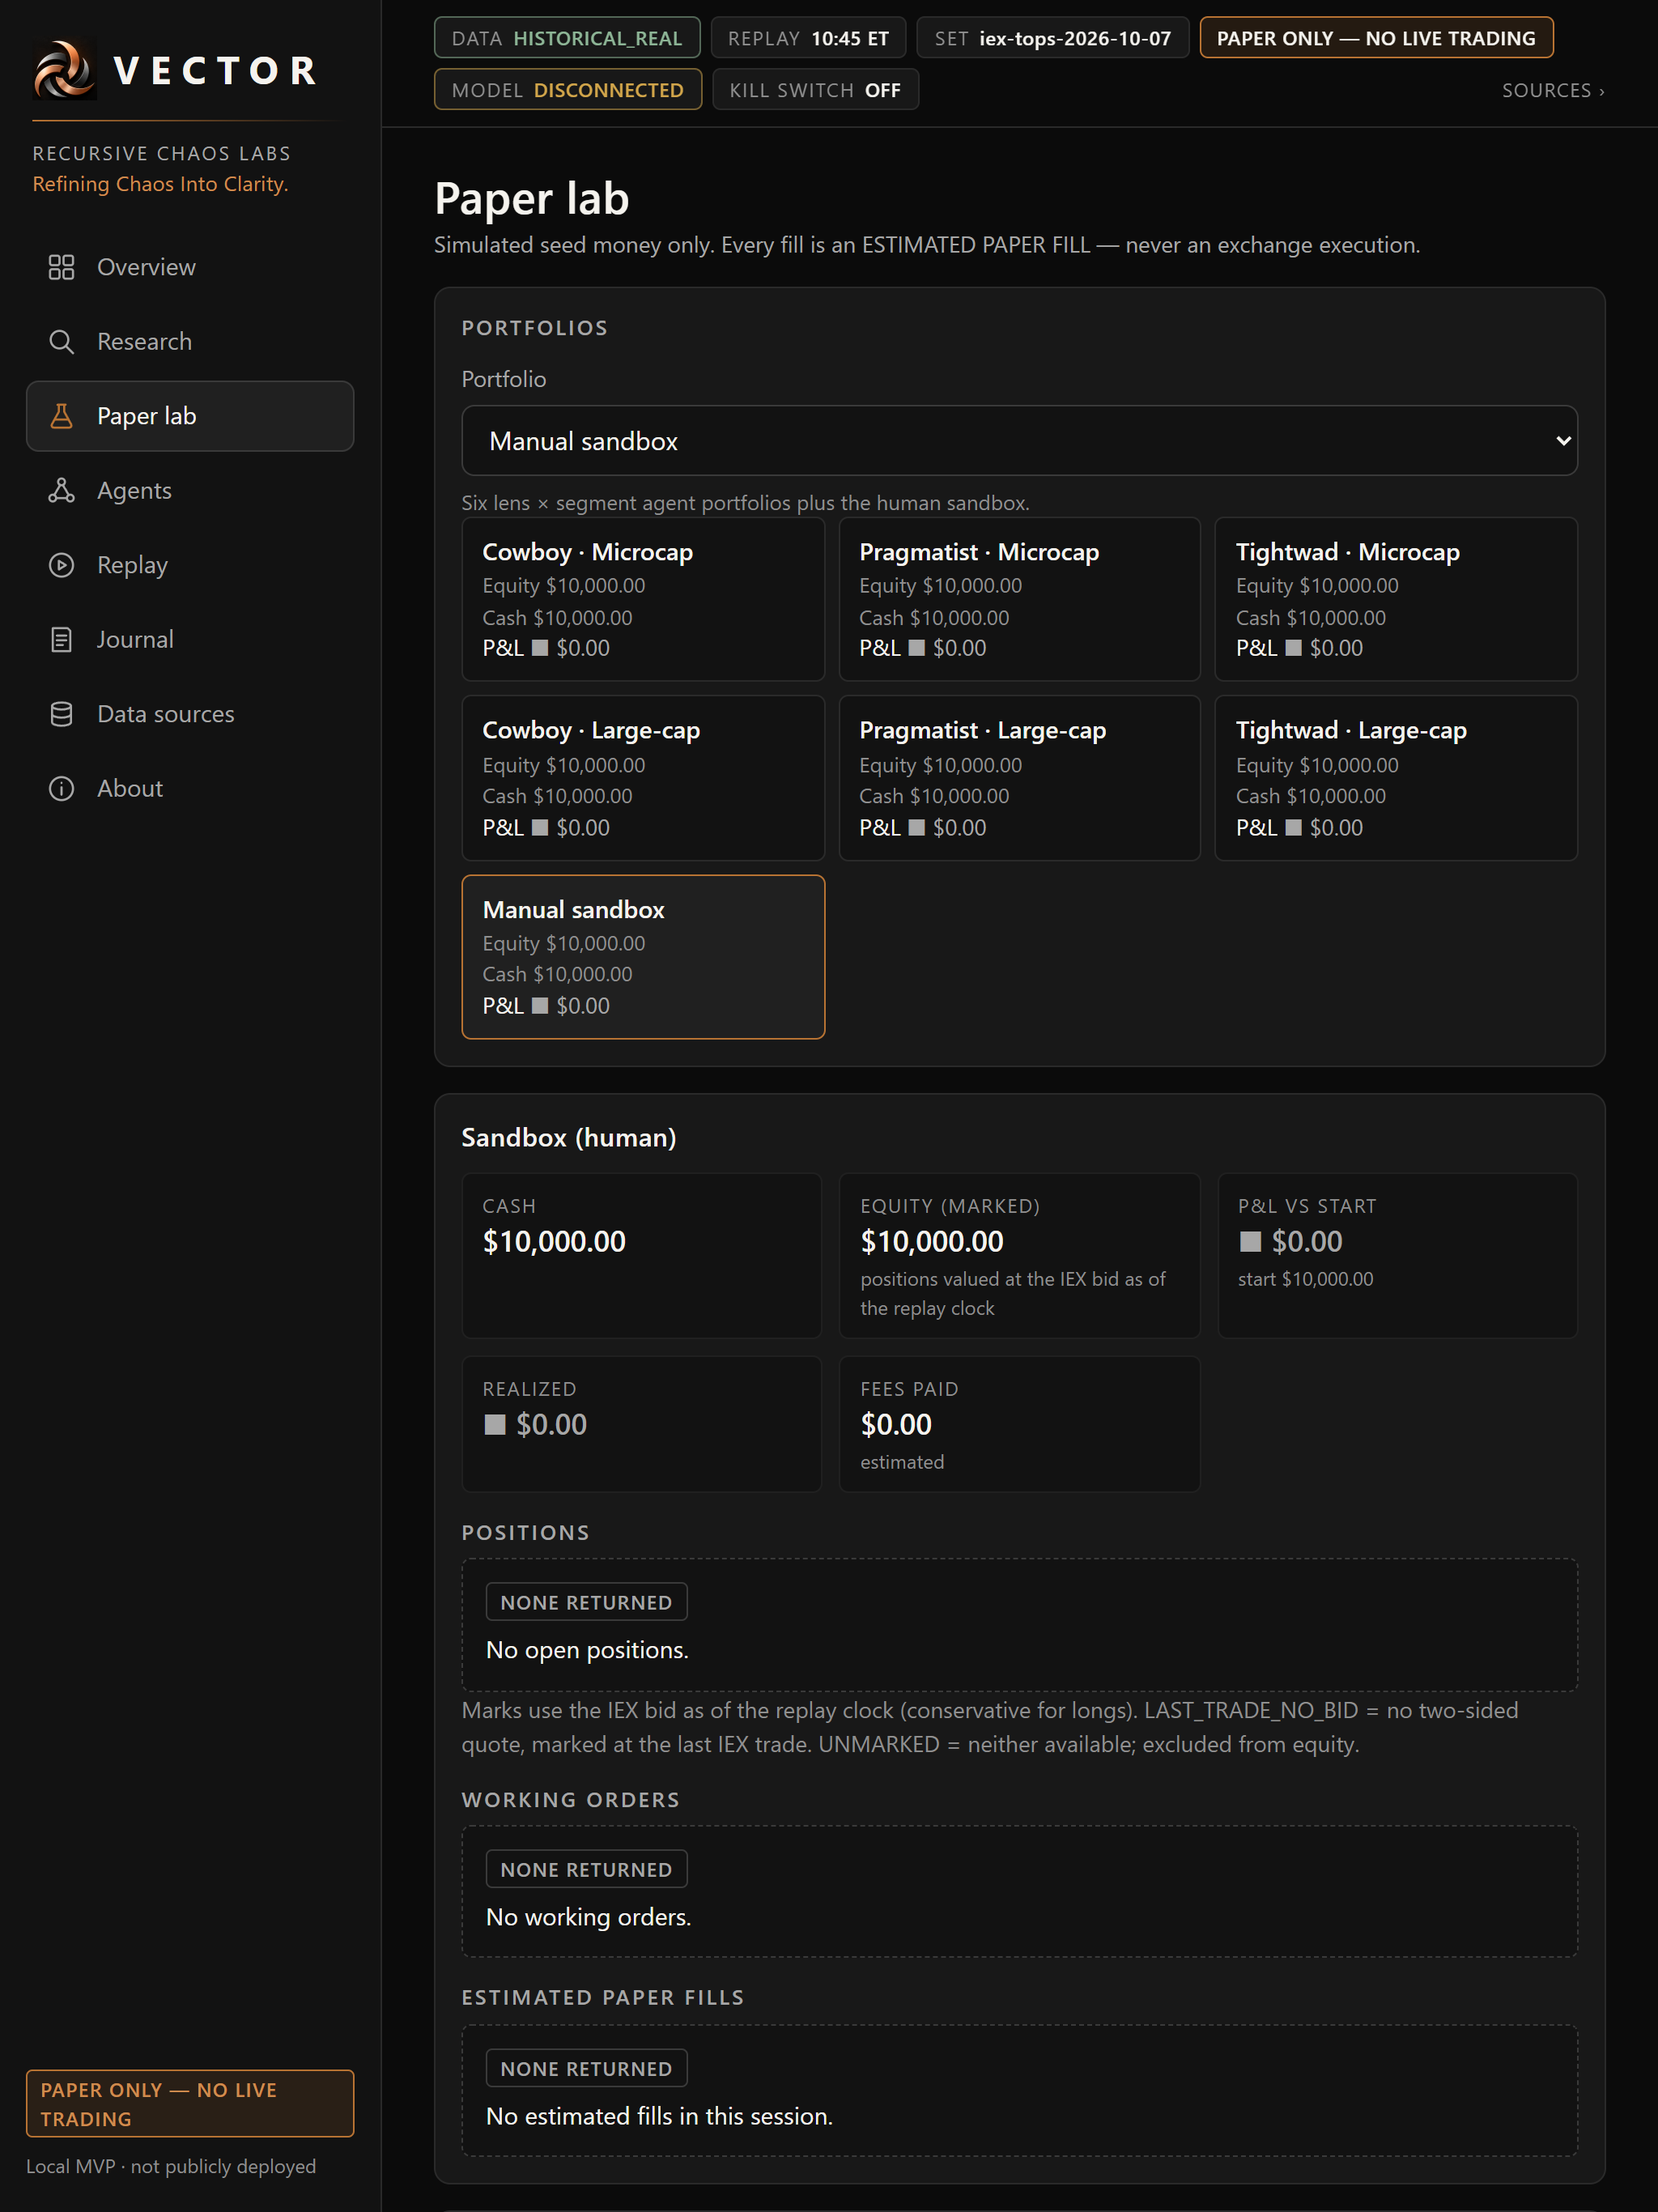 VECTOR
RECURSIVE CHAOS LABS
Refining Chaos Into Clarity.
Overview
Research
Paper lab
Agents
Replay
Journal
Data sources
About
PAPER ONLY — NO LIVE
TRADING
Local MVP · not publicly deployed
DATA HISTORICAL_REAL
REPLAY 10:45 ET
SET iex-tops-2026-10-07
PAPER ONLY — NO LIVE TRADING
MODEL DISCONNECTED
KILL SWITCH OFF
SOURCES ›
Paper lab
Simulated seed money only. Every fill is an ESTIMATED PAPER FILL — never an exchange execution.
PORTFOLIOS
Portfolio
Manual sandbox
Six lens × segment agent portfolios plus the human sandbox.
Cowboy · Microcap
Equity $10,000.00
Cash $10,000.00
P&L ■ $0.00
Pragmatist · Microcap
Equity $10,000.00
Cash $10,000.00
P&L ■ $0.00
Tightwad · Microcap
Equity $10,000.00
Cash $10,000.00
P&L ■ $0.00
Cowboy · Large-cap
Equity $10,000.00
Cash $10,000.00
P&L ■ $0.00
Pragmatist · Large-cap
Equity $10,000.00
Cash $10,000.00
P&L ■ $0.00
Tightwad · Large-cap
Equity $10,000.00
Cash $10,000.00
P&L ■ $0.00
Manual sandbox
Equity $10,000.00
Cash $10,000.00
P&L ■ $0.00
Sandbox (human)
CASH
$10,000.00
EQUITY (MARKED)
$10,000.00
positions valued at the IEX bid as of
the replay clock
P&L VS START
■ $0.00
start $10,000.00
REALIZED
■ $0.00
FEES PAID
$0.00
estimated
POSITIONS
NONE RETURNED
No open positions.
Marks use the IEX bid as of the replay clock (conservative for longs). LAST_TRADE_NO_BID = no two-sided
quote, marked at the last IEX trade. UNMARKED = neither available; excluded from equity.
WORKING ORDERS
NONE RETURNED
No working orders.
ESTIMATED PAPER FILLS
NONE RETURNED
No estimated fills in this session.